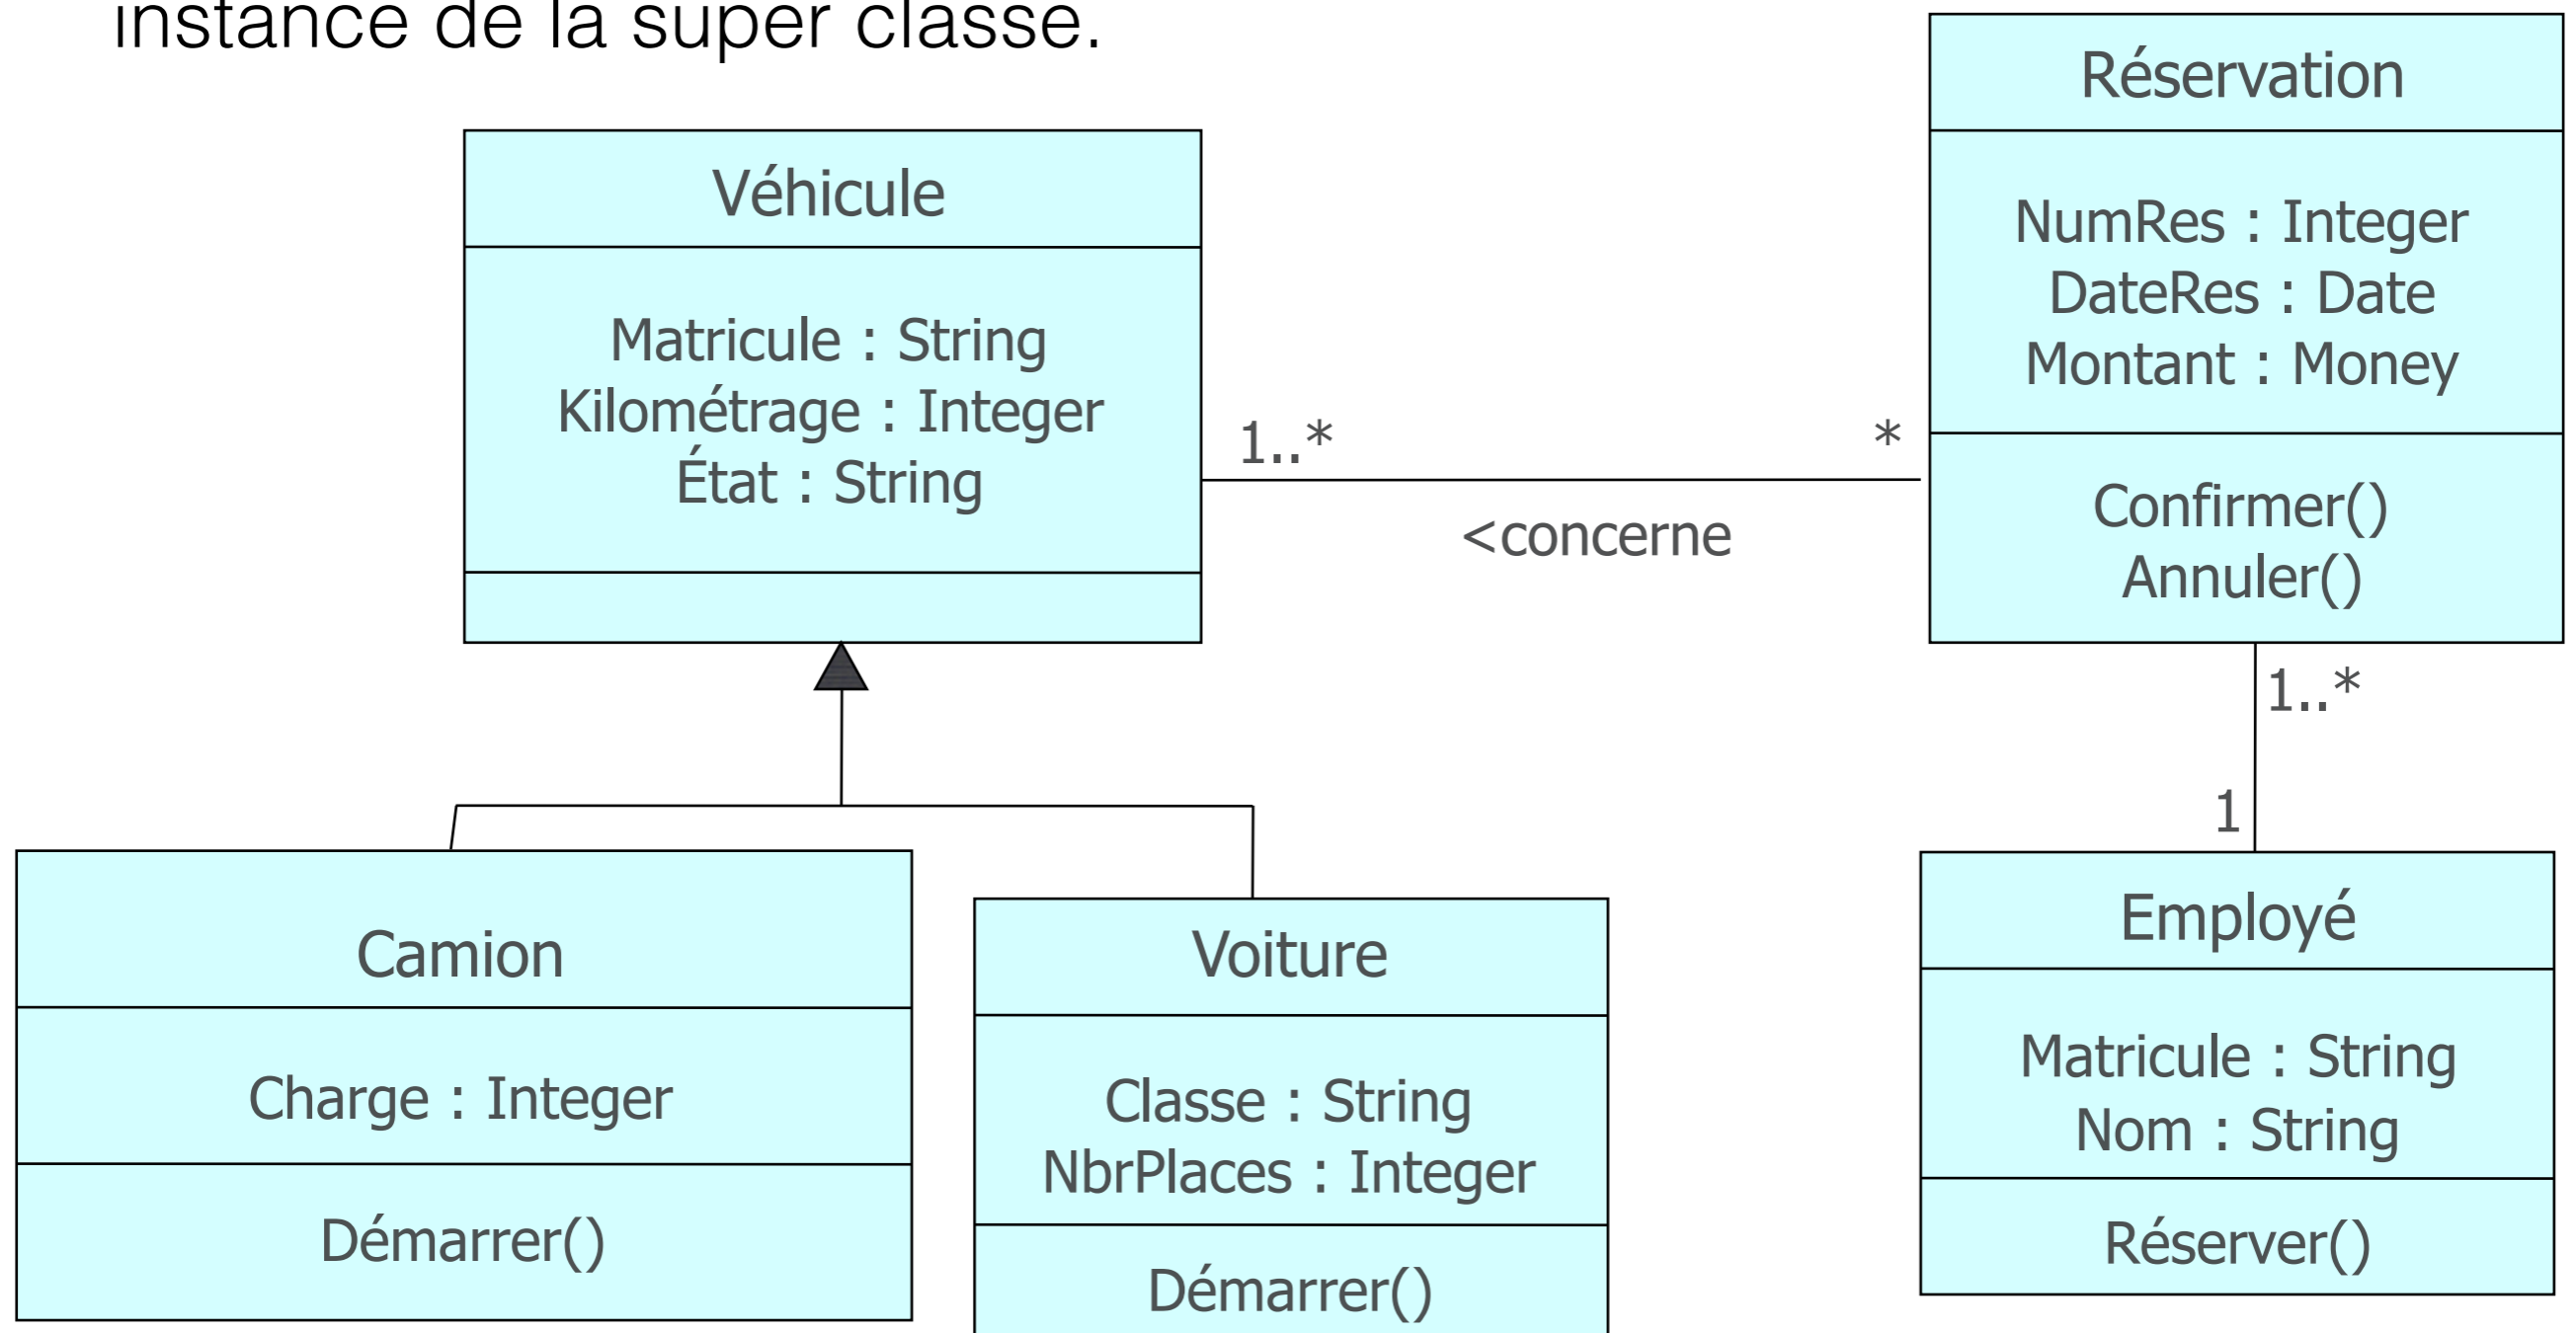 instance de la super classe.
Véhicule
Matricule : String
Kilométrage : Integer
État : String
1..*
*
<concerne
Réservation
NumRes : Integer
DateRes : Date
Montant : Money
Confirmer()
Annuler()
1..*
1
Camion
Charge : Integer
Démarrer()
Voiture
Classe : String
NbrPlaces : Integer
Démarrer()
Employé
Matricule : String
Nom : String
Réserver()